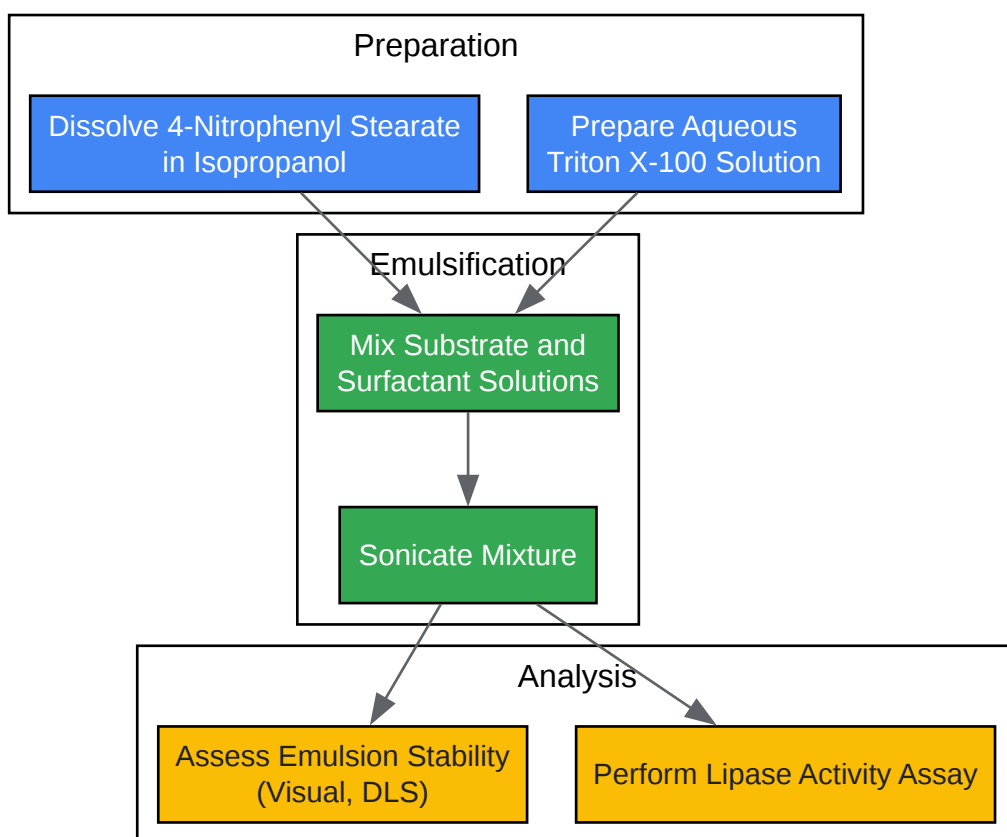 Preparation
Dissolve 4-Nitrophenyl Stearate
in Isopropanol
Prepare Aqueous
Triton X-100 Solution
Emulsification
Mix Substrate and
Surfactant Solutions
Sonicate Mixture
Analysis
Assess Emulsion Stability
(Visual, DLS)
Perform Lipase Activity Assay